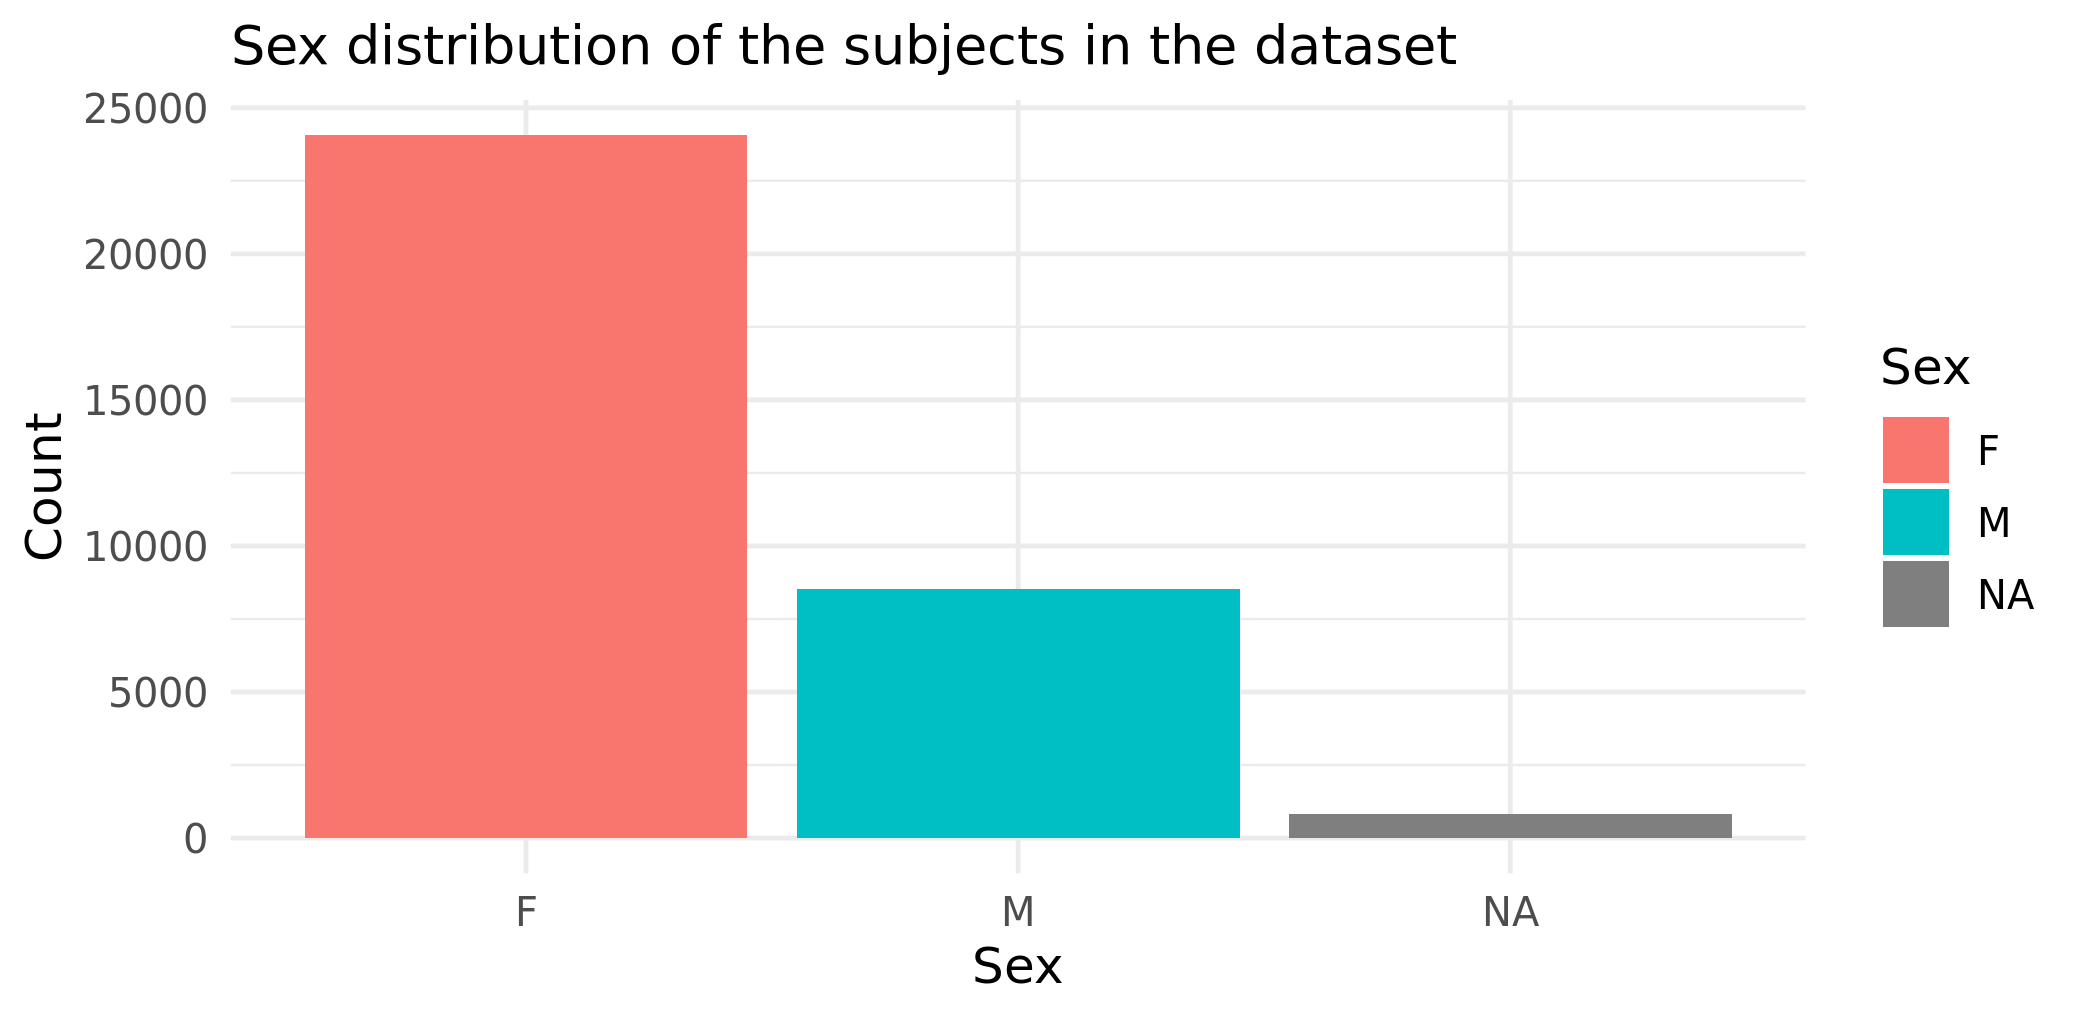 Sex distribution of the subjects in the dataset
25000
20000
15000
10000
5000
0
Count
F
M
NA
Sex
Sex
F
M
NA